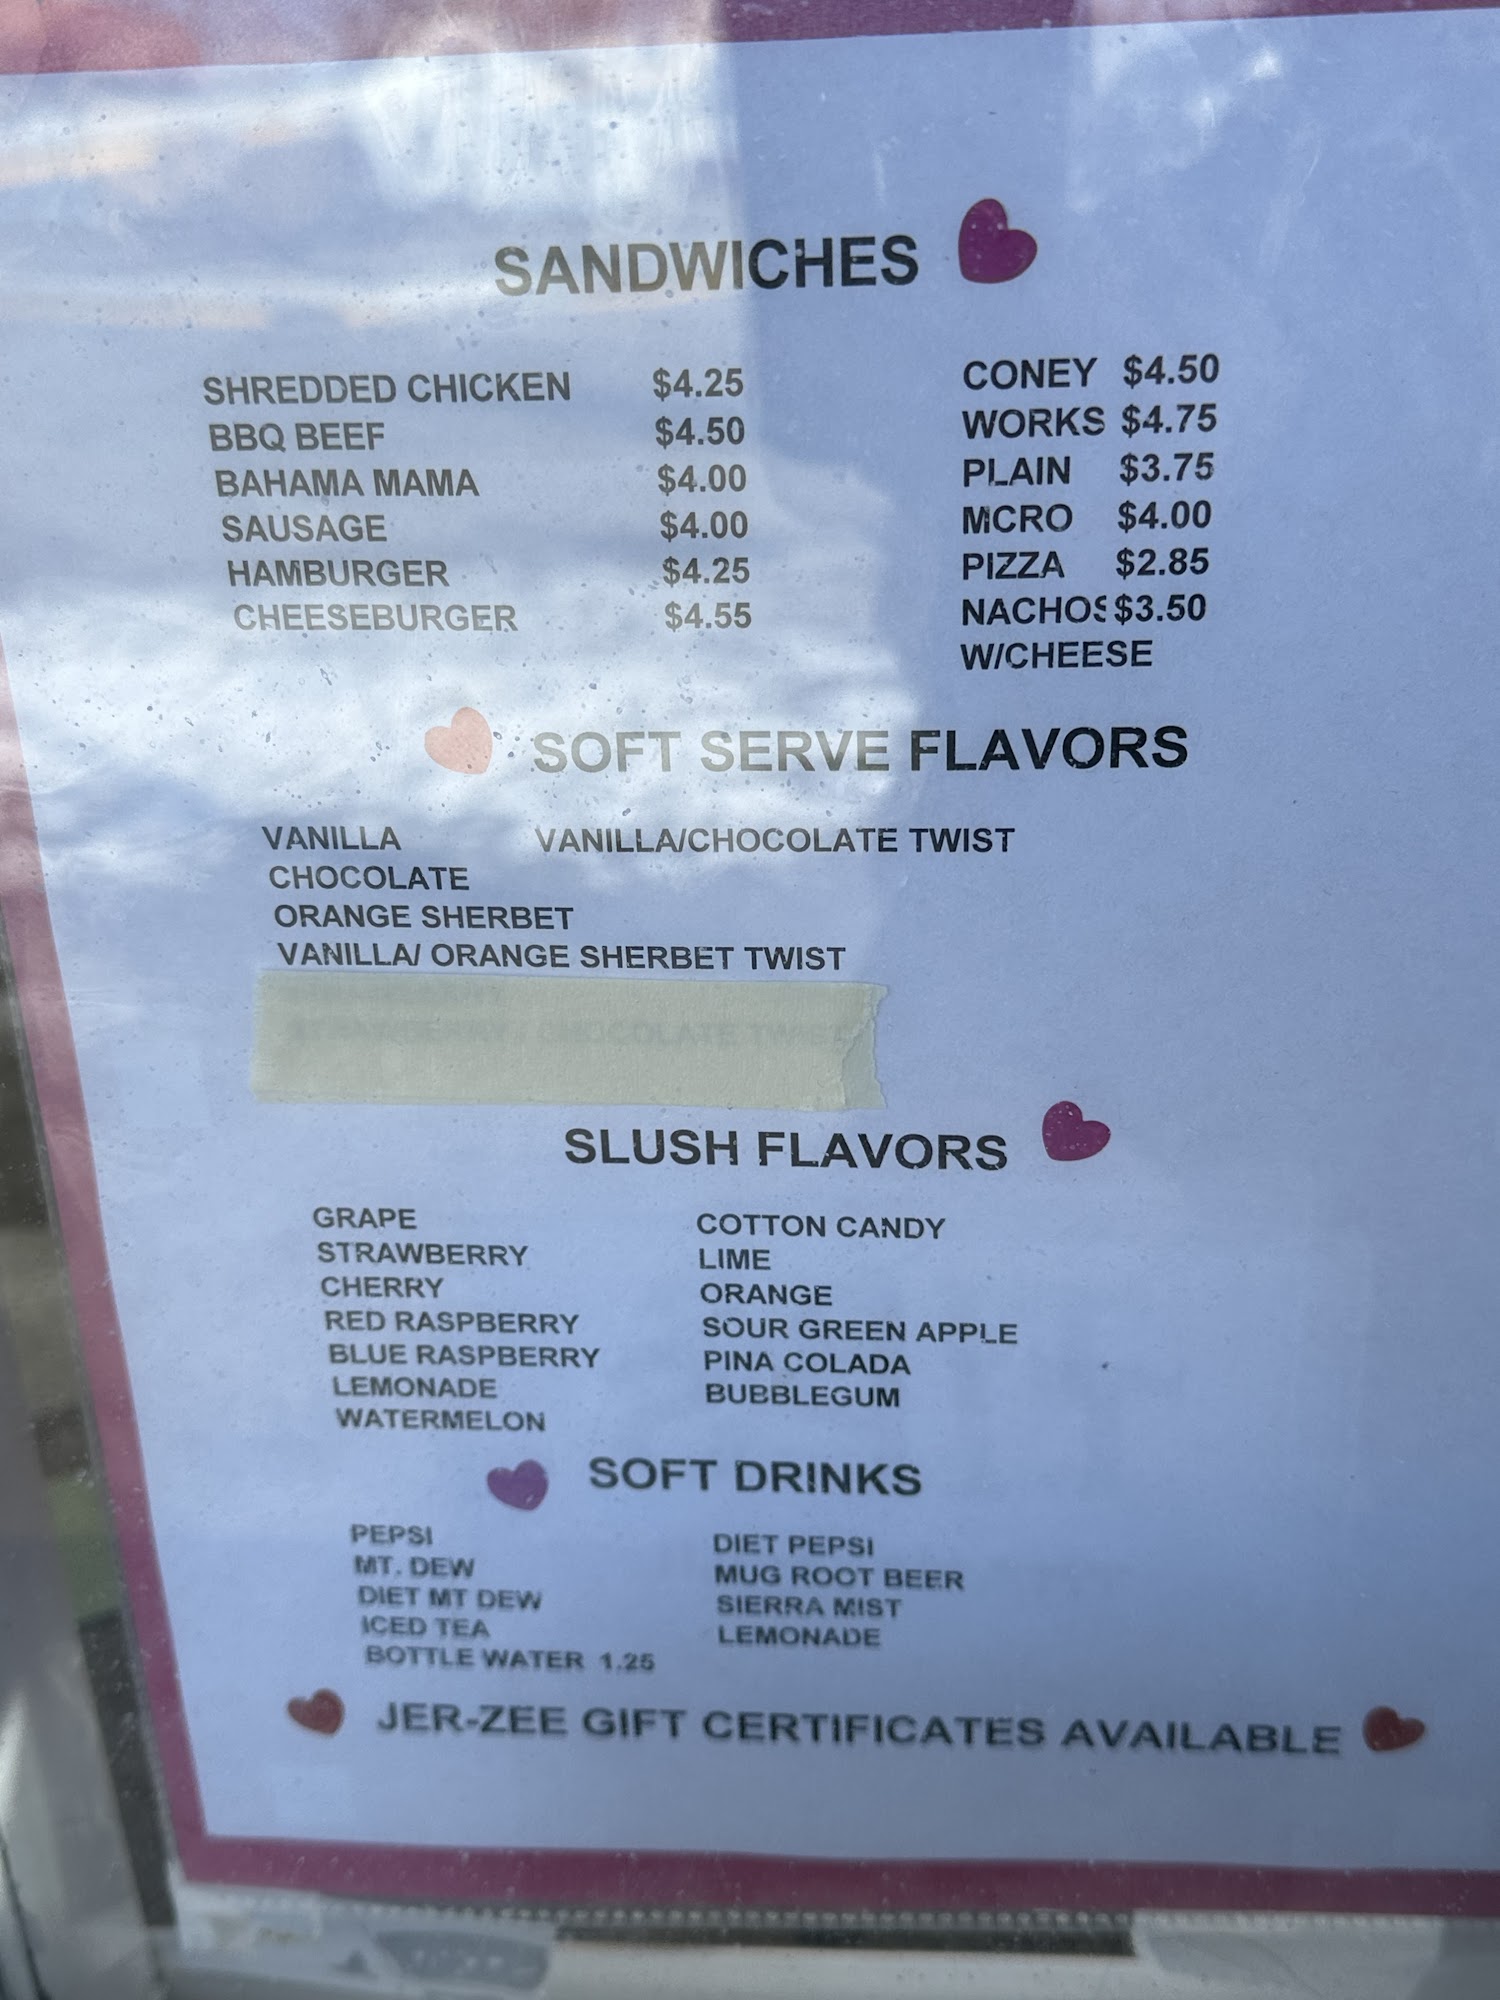 SANDWICHES
SHREDDED CHICKEN $4.25
BBQ BEEF $4.50
BAHAMA MAMA $4.00
SAUSAGE $4.00
HAMBURGER $4.25
CHEESEBURGER $4.55
CONEY $4.50
WORKS $4.75
PLAIN $3.75
MCRO $4.00
PIZZA $2.85
NACHOS $3.50
W/CHEESE
SOFT SERVE FLAVORS
VANILLA VANILLA/CHOCOLATE TWIST
CHOCOLATE
ORANGE SHERBET
VANILLA/ ORANGE SHERBET TWIST
STRAWBERRY / CHOCOLATE TWIST
SLUSH FLAVORS
GRAPE
STRAWBERRY
CHERRY
RED RASPBERRY
BLUE RASPBERRY
LEMONADE
WATERMELON
COTTON CANDY
LIME
ORANGE
SOUR GREEN APPLE
PINA COLADA
BUBBLEGUM
SOFT DRINKS
PEPSI
MT. DEW
DIET MT DEW
ICED TEA
BOTTLE WATER 1.25
DIET PEPSI
MUG ROOT BEER
SIERRA MIST
LEMONADE
JER-ZEE GIFT CERTIFICATES AVAILABLE